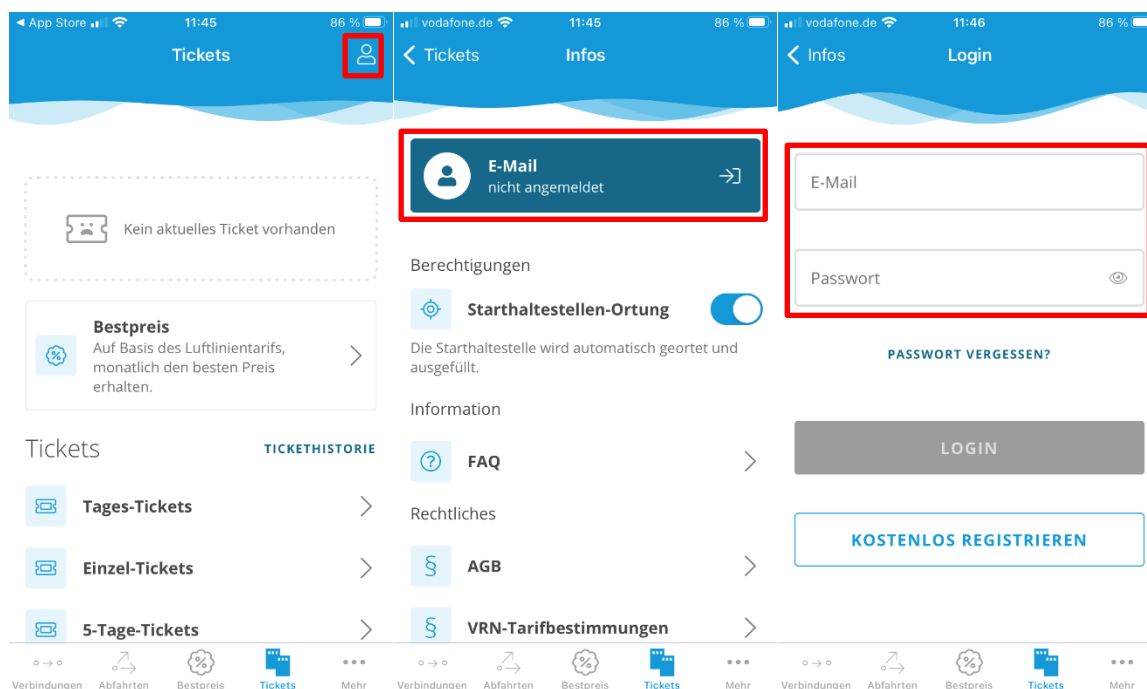 App Store
11:45
86 %
Tickets
Kein aktuelles Ticket vorhanden
Bestpreis
Auf Basis des Luftlinientarifs,
monatlich den besten Preis
erhalten.
Tickets
TICKETHISTORIE
Tages-Tickets
Einzel-Tickets
5-Tage-Tickets
Verbindungen Abfahrten Bestpreis Tickets Mehr
vodafone.de
11:45
86 %
Tickets
Infos
E-Mail
nicht angemeldet
Berechtigungen
Starthaltestellen-Ortung
Die Starthaltestelle wird automatisch geortet und
ausgefüllt.
Information
? FAQ
Rechtliches
§ AGB
§ VRN-Tarifbestimmungen
Verbindungen Abfahrten Bestpreis Tickets Mehr
vodafone.de
11:46
86 %
Infos
Login
E-Mail
Passwort
PASSWORT VERGESSEN?
LOGIN
KOSTENLOS REGISTRIEREN
Verbindungen Abfahrten Bestpreis Tickets Mehr